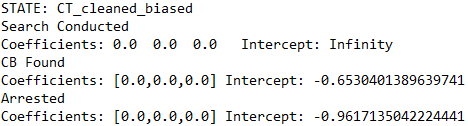 STATE: CT_cleaned_biased
Search Conducted
Coefficients: 0.0  0.0  0.0   Intercept: Infinity
CB Found
Coefficients: [0.0,0.0,0.0] Intercept: -0.6530401389639741
Arrested
Coefficients: [0.0,0.0,0.0] Intercept: -0.9617135042224441